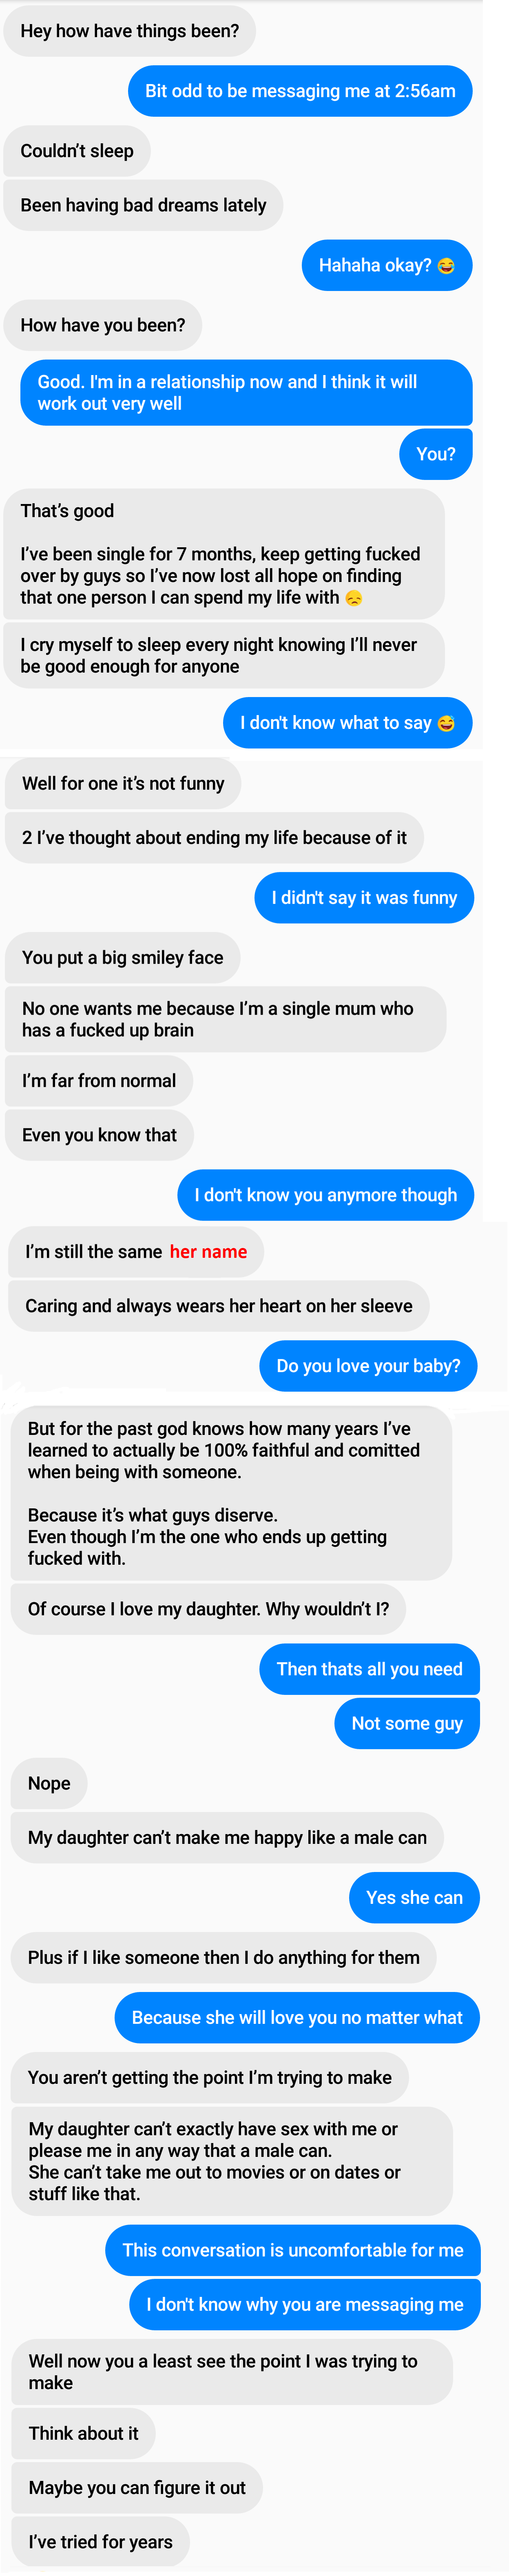 Hey how have things been?
Bit odd to be messaging me at 2:56am
Couldn't sleep
Been having bad dreams lately
Hahaha okay? 😂
How have you been?
Good. I'm in a relationship now and I think it will
work out very well
You?
That's good
I've been single for 7 months, keep getting fucked
over by guys so I've now lost all hope on finding
that one person I can spend my life with 😞
I cry myself to sleep every night knowing I'll never
be good enough for anyone
I don't know what to say 😅
Well for one it's not funny
2 I've thought about ending my life because of it
I didn't say it was funny
You put a big smiley face
No one wants me because I'm a single mum who
has a fucked up brain
I'm far from normal
Even you know that
I don't know you anymore though
I'm still the same her name
Caring and always wears her heart on her sleeve
Do you love your baby?
But for the past god knows how many years I've
learned to actually be 100% faithful and comitted
when being with someone.
Because it's what guys diserve.
Even though I'm the one who ends up getting
fucked with.
Of course I love my daughter. Why wouldn't I?
Then thats all you need
Not some guy
Nope
My daughter can't make me happy like a male can
Yes she can
Plus if I like someone then I do anything for them
Because she will love you no matter what
You aren't getting the point I'm trying to make
My daughter can't exactly have sex with me or
please me in any way that a male can.
She can't take me out to movies or on dates or
stuff like that.
This conversation is uncomfortable for me
I don't know why you are messaging me
Well now you a least see the point I was trying to
make
Think about it
Maybe you can figure it out
I've tried for years